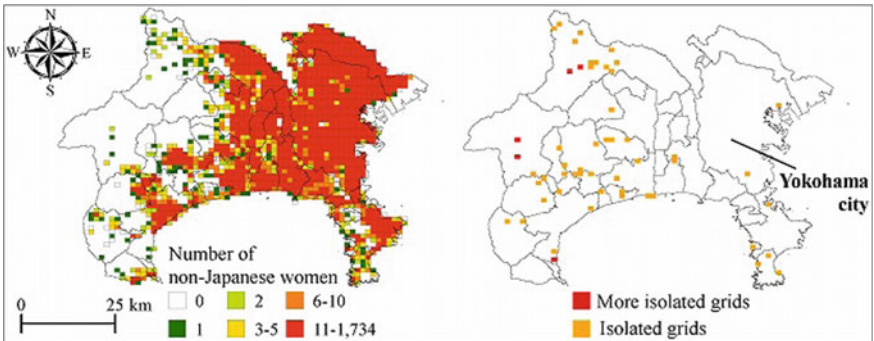 N
W E
S
Number of
non-Japanese women
0 2 6-10
1 3-5 11-1,734
0 25 km
Yokohama
city
More isolated grids
Isolated grids